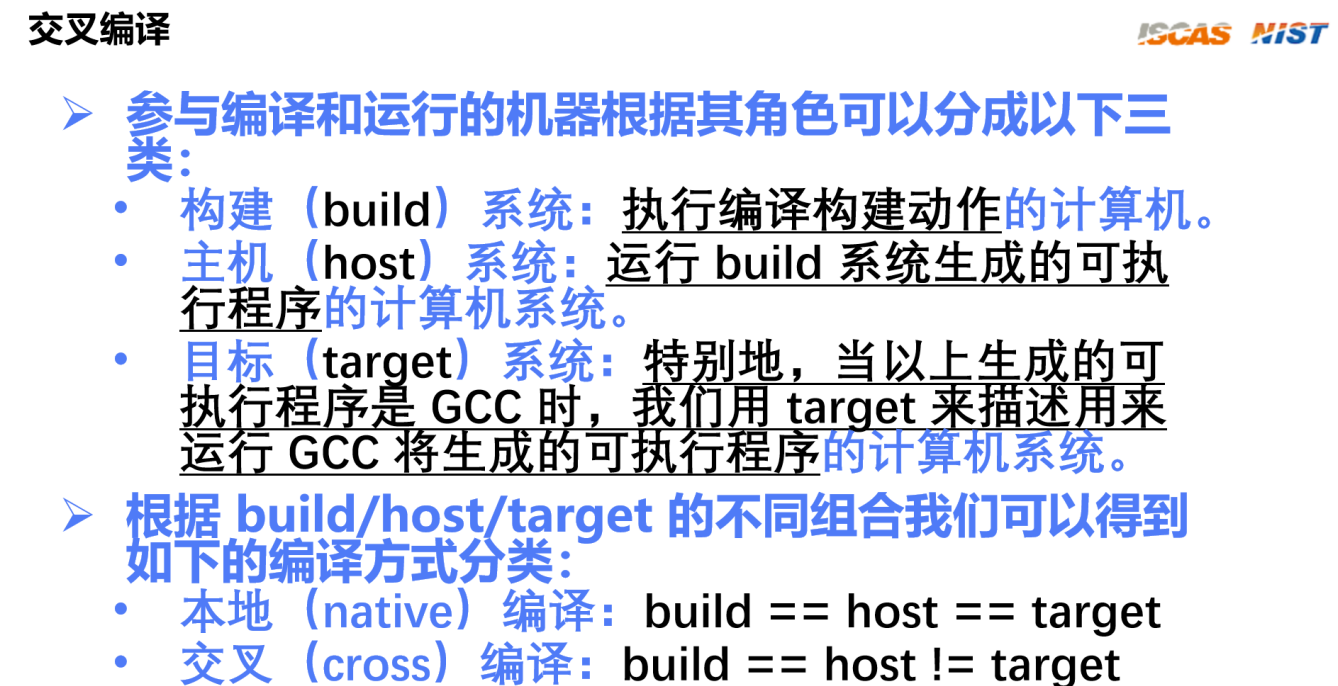 交叉编译
ISCAS NIST
➢ 参与编译和运行的机器根据其角色可以分成以下三
类：
• 构建（build）系统：执行编译构建动作的计算机。
• 主机（host）系统：运行 build 系统生成的可执
行程序的计算机系统。
• 目标（target）系统：特别地，当以上生成的可
执行程序是 GCC 时，我们用 target 来描述用来
运行 GCC 将生成的可执行程序的计算机系统。
➢ 根据 build/host/target 的不同组合我们可以得到
如下的编译方式分类：
• 本地（native）编译：build == host == target
• 交叉（cross）编译：build == host != target